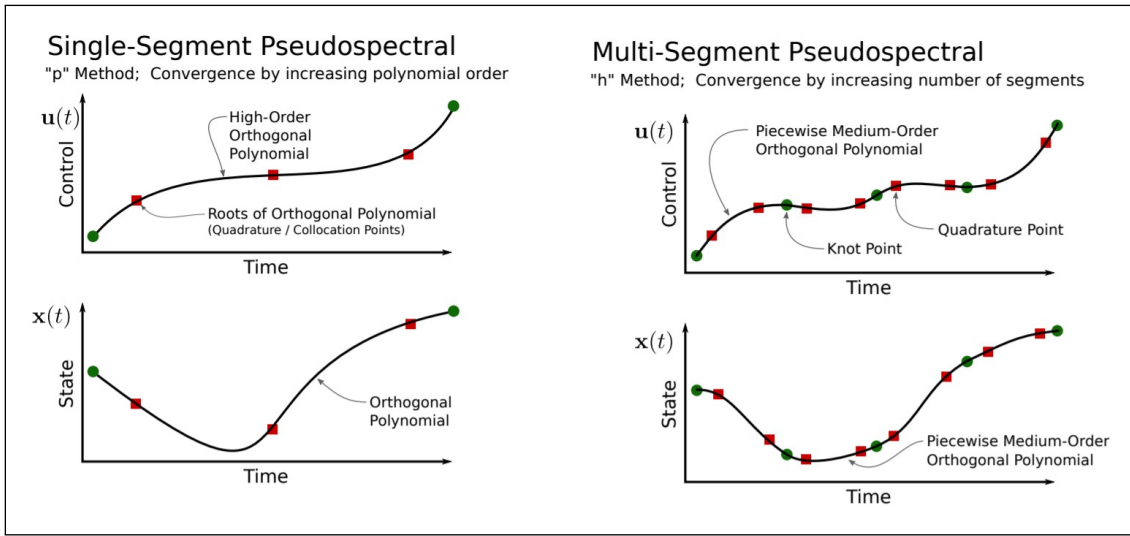 Single-Segment Pseudospectral
"p" Method; Convergence by increasing polynomial order
u(t)
Control
High-Order
Orthogonal
Polynomial
Roots of Orthogonal Polynomial
(Quadrature / Collocation Points)
Time
x(t)
State
Orthogonal
Polynomial
Time
Multi-Segment Pseudospectral
"h" Method; Convergence by increasing number of segments
u(t)
Control
Piecewise Medium-Order
Orthogonal Polynomial
Quadrature Point
Knot Point
Time
x(t)
State
Piecewise Medium-Order
Orthogonal Polynomial
Time